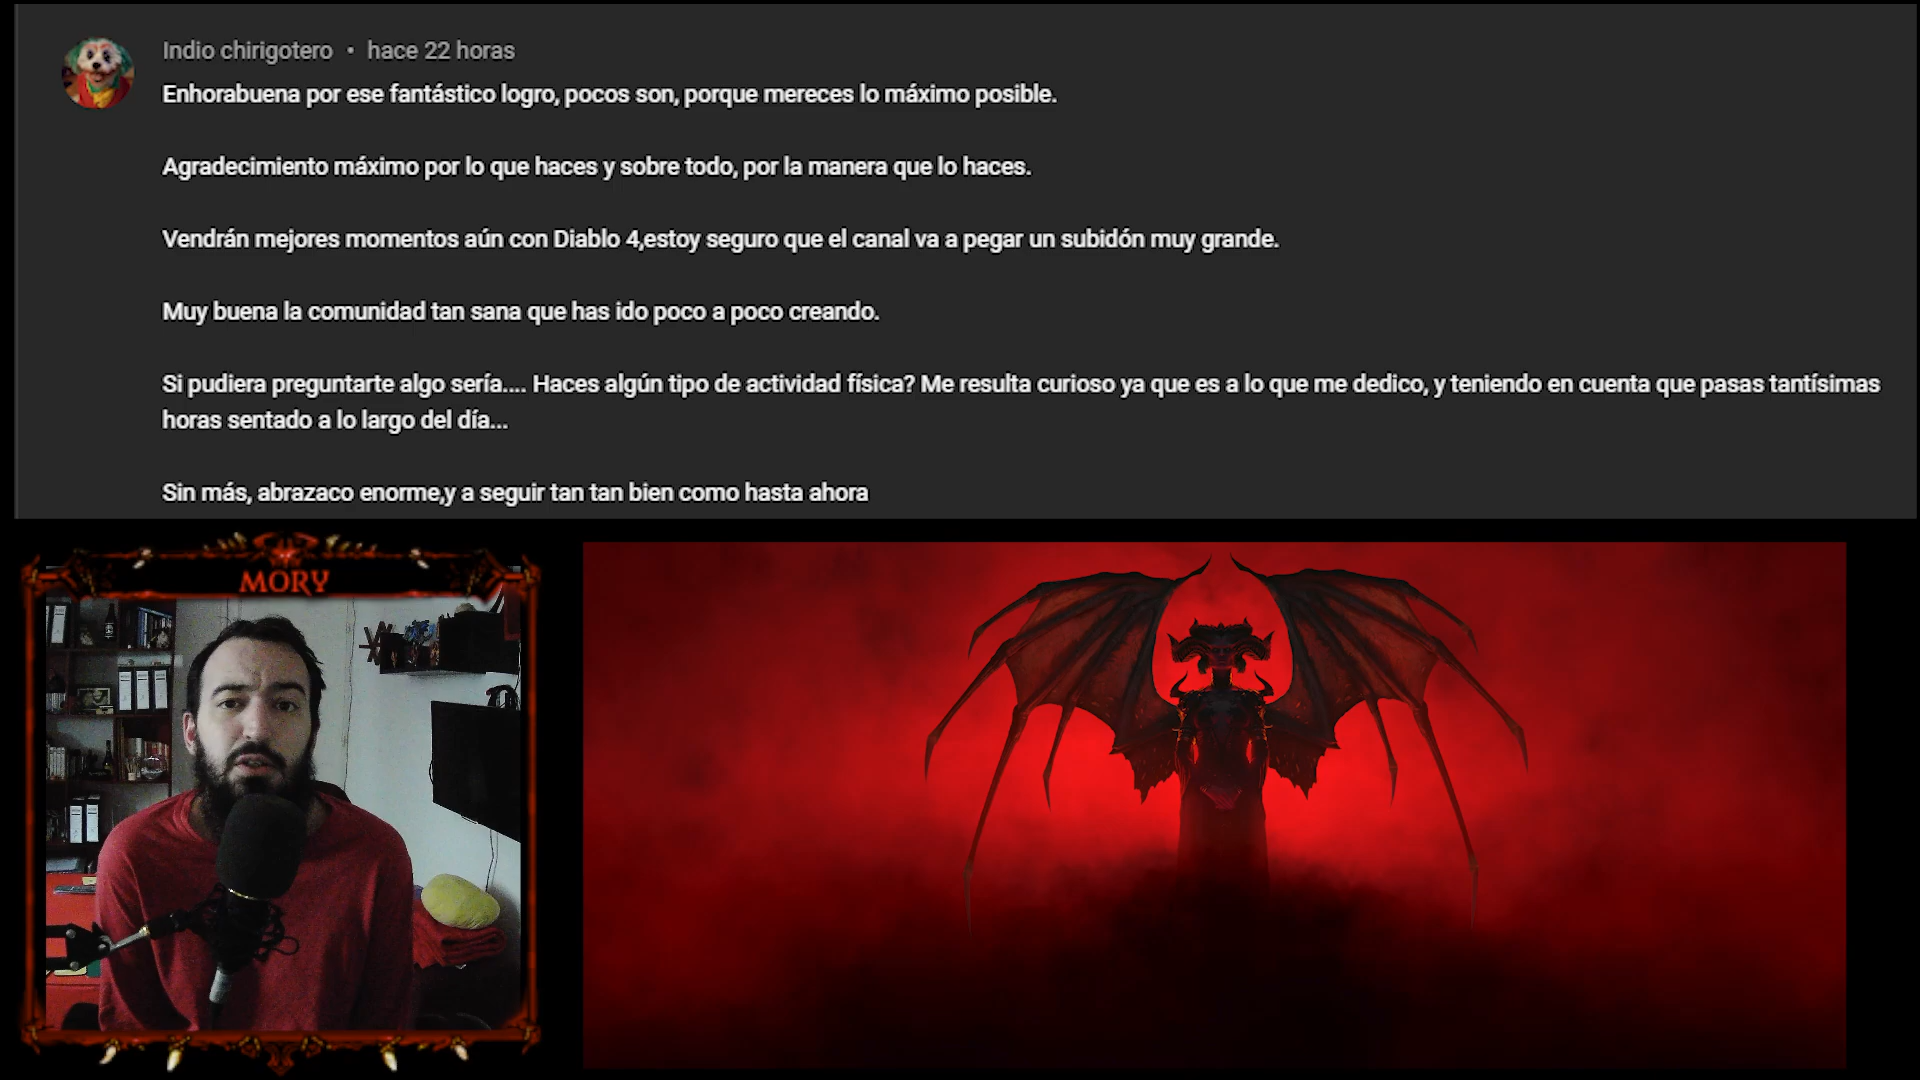 Indio chirigotero • hace 22 horas
Enhorabuena por ese fantástico logro, pocos son, porque mereces lo máximo posible.
Agradecimiento máximo por lo que haces y sobre todo, por la manera que lo haces.
Vendrán mejores momentos aún con Diablo 4,estoy seguro que el canal va a pegar un subidón muy grande.
Muy buena la comunidad tan sana que has ido poco a poco creando.
Si pudiera preguntarte algo sería.... Haces algún tipo de actividad física? Me resulta curioso ya que es a lo que me dedico, y teniendo en cuenta que pasas tantísimas
horas sentado a lo largo del día...
Sin más, abrazaco enorme,y a seguir tan tan bien como hasta ahora
MORY